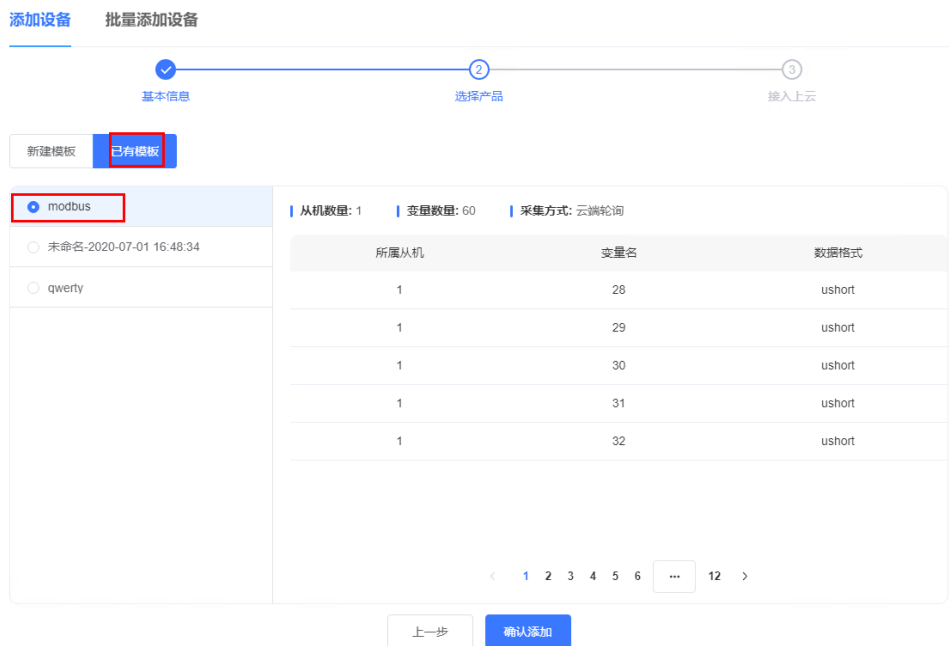 添加设备 批量添加设备
2 3
基本信息 选择产品 接入上云
新建模板 已有模板
modbus
未命名-2020-07-01 16:48:34
qwerty
从机数量: 1 变量数量: 60 采集方式: 云端轮询
所属从机 变量名 数据格式
1 28 ushort
1 29 ushort
1 30 ushort
1 31 ushort
1 32 ushort
< 1 2 3 4 5 6 ... 12 >
上一步 确认添加